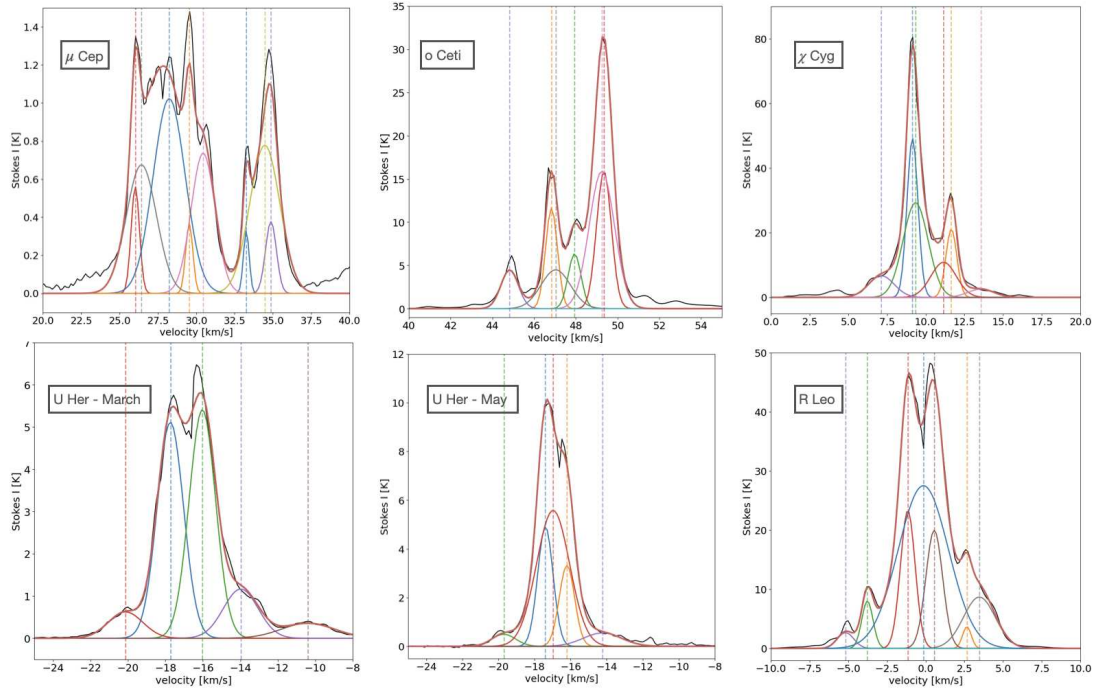 μ Cep
Stokes I [K]
1.4
1.2
1.0
0.8
0.6
0.4
0.2
0.0
20.0 22.5 25.0 27.5 30.0 32.5 35.0 37.5 40.0
velocity [km/s]
o Ceti
Stokes I [K]
35
30
25
20
15
10
5
0
40 42 44 46 48 50 52 54
velocity [km/s]
χ Cyg
Stokes I [K]
80
60
40
20
0
0.0 2.5 5.0 7.5 10.0 12.5 15.0 17.5 20.0
velocity [km/s]
U Her - March
Stokes I [K]
7
6
5
4
3
2
1
0
−24 −22 −20 −18 −16 −14 −12 −10 −8
velocity [km/s]
U Her - May
Stokes I [K]
12
10
8
6
4
2
0
−24 −22 −20 −18 −16 −14 −12 −10 −8
velocity [km/s]
R Leo
Stokes I [K]
50
40
30
20
10
0
−10.0 −7.5 −5.0 −2.5 0.0 2.5 5.0 7.5 10.0
velocity [km/s]